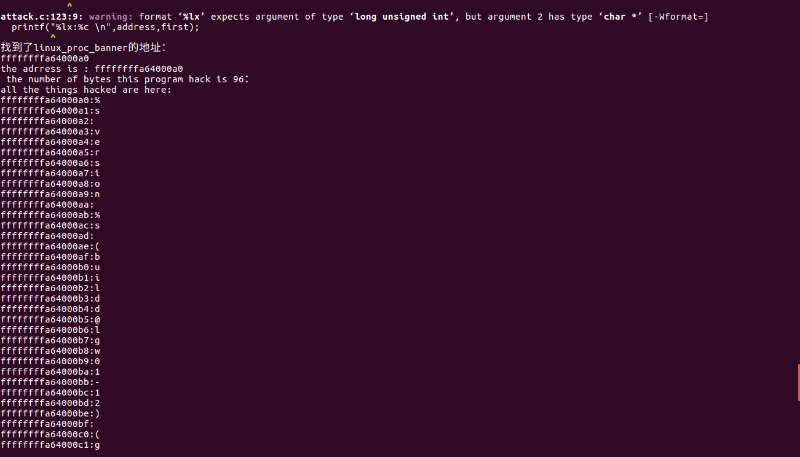 attack.c:123:9: warning: format ‘%lx’ expects argument of type ‘long unsigned int’, but argument 2 has type ‘char *’ [-Wformat=]
printf("%lx:%c \n",address,first);
^
找到了linux_proc_banner的地址：
ffffffffa64000a0
the adrress is : ffffffffa64000a0
the number of bytes this program hack is 96：
all the things hacked are here:
ffffffffa64000a0:%
ffffffffa64000a1:s
ffffffffa64000a2:
ffffffffa64000a3:v
ffffffffa64000a4:e
ffffffffa64000a5:r
ffffffffa64000a6:s
ffffffffa64000a7:i
ffffffffa64000a8:o
ffffffffa64000a9:n
ffffffffa64000aa:
ffffffffa64000ab:%
ffffffffa64000ac:s
ffffffffa64000ad:
ffffffffa64000ae:(
ffffffffa64000af:b
ffffffffa64000b0:u
ffffffffa64000b1:i
ffffffffa64000b2:l
ffffffffa64000b3:d
ffffffffa64000b4:d
ffffffffa64000b5:@
ffffffffa64000b6:l
ffffffffa64000b7:g
ffffffffa64000b8:w
ffffffffa64000b9:0
ffffffffa64000ba:1
ffffffffa64000bb:-
ffffffffa64000bc:1
ffffffffa64000bd:2
ffffffffa64000be:)
ffffffffa64000bf:
ffffffffa64000c0:(
ffffffffa64000c1:g